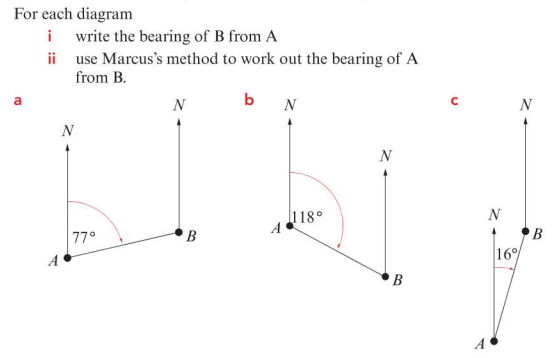 For each diagram
i write the bearing of B from A
ii use Marcus's method to work out the bearing of A
from B.
a
N
N
77°
A
B
b
N
N
118°
A
B
c
N
N
16°
B
A